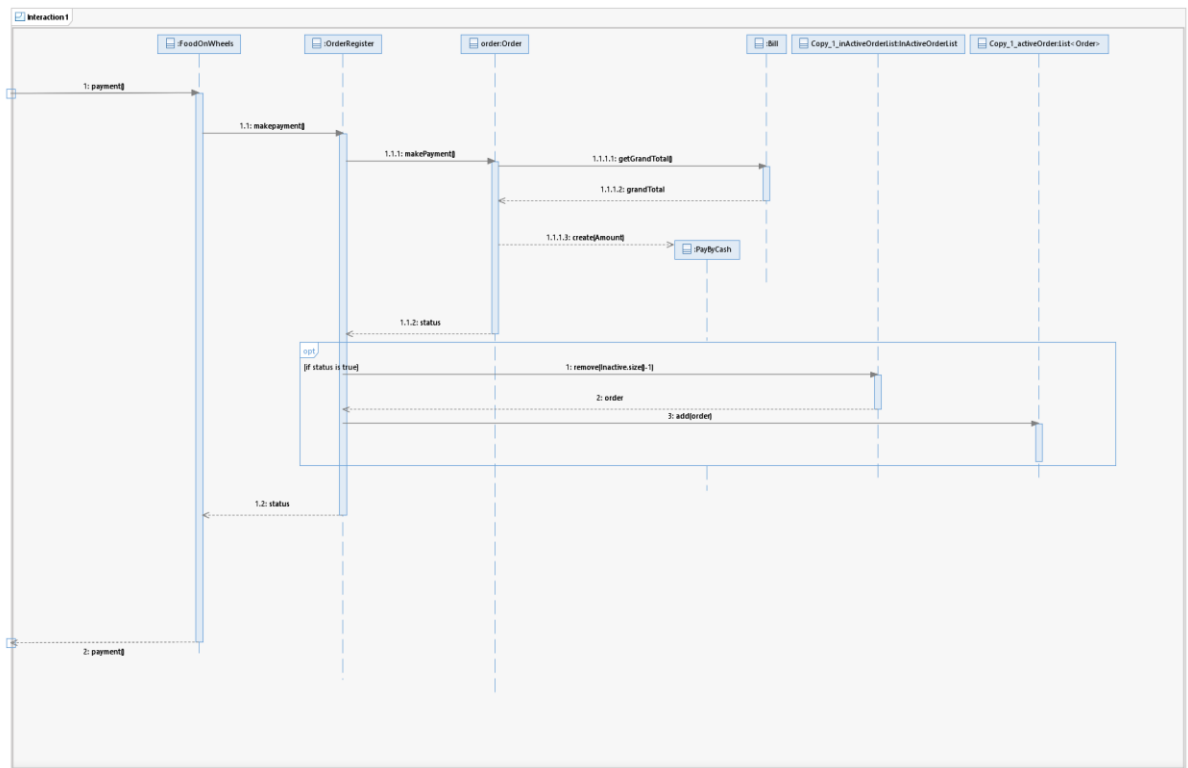 Interaction1
:FoodOnWheels
:OrderRegister
order:Order
:Bill
Copy_1_inActiveOrderList:InActiveOrderList
Copy_1_activeOrder:List<Order>
1: payment()
1.1: makepayment()
1.1.1: makePayment()
1.1.1.1: getGrandTotal()
1.1.1.2: grandTotal
1.1.1.3: create(Amount)
:PayByCash
1.1.2: status
opt
[if status is true]
1: remove(Inactive.size()-1)
2: order
3: add(order)
1.2: status
2: payment()